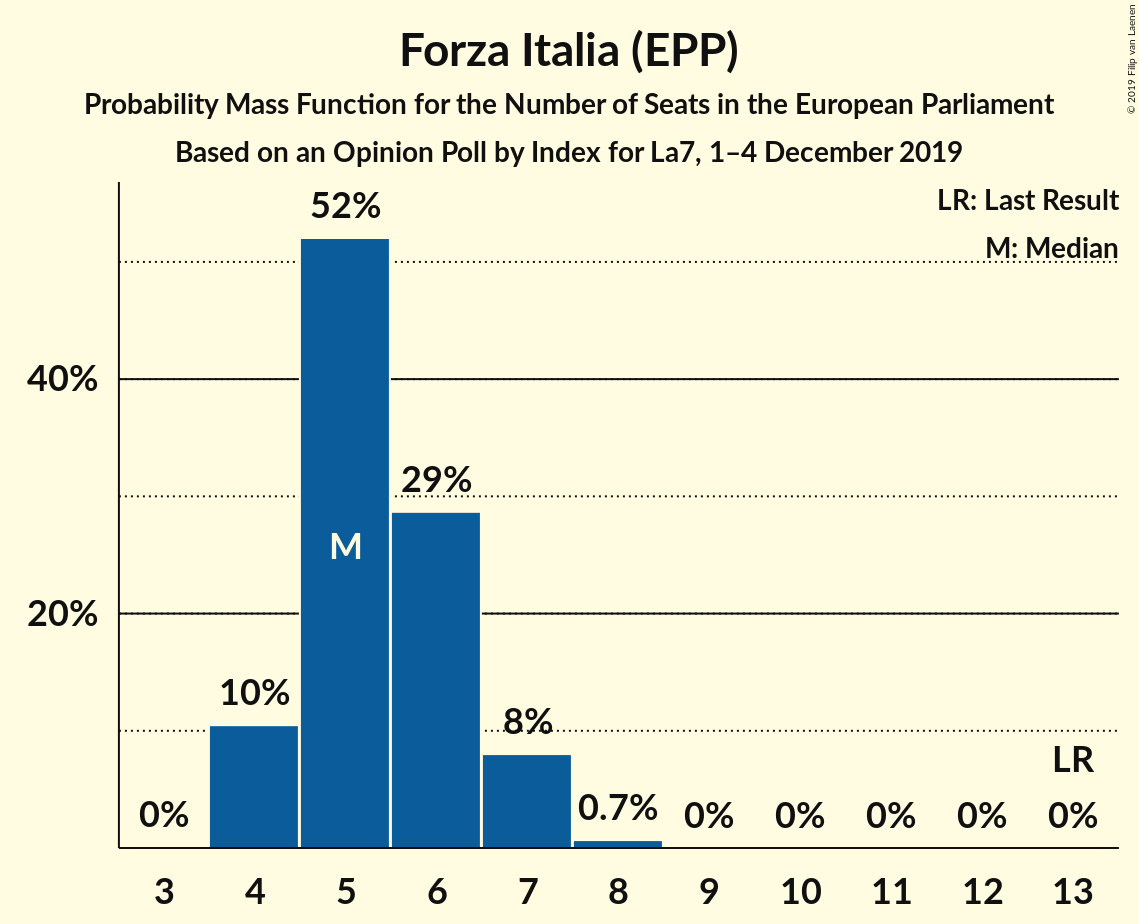 Forza Italia (EPP)
Probability Mass Function for the Number of Seats in the European Parliament
Based on an Opinion Poll by Index for La7, 1–4 December 2019
© 2019 Filip van Laenen
LR: Last Result
M: Median
52%
40%
29%
M
20%
10%
8%
LR
0%
0.7%
0%
0%
0%
0%
0%
3 4 5 6 7 8 9 10 11 12 13